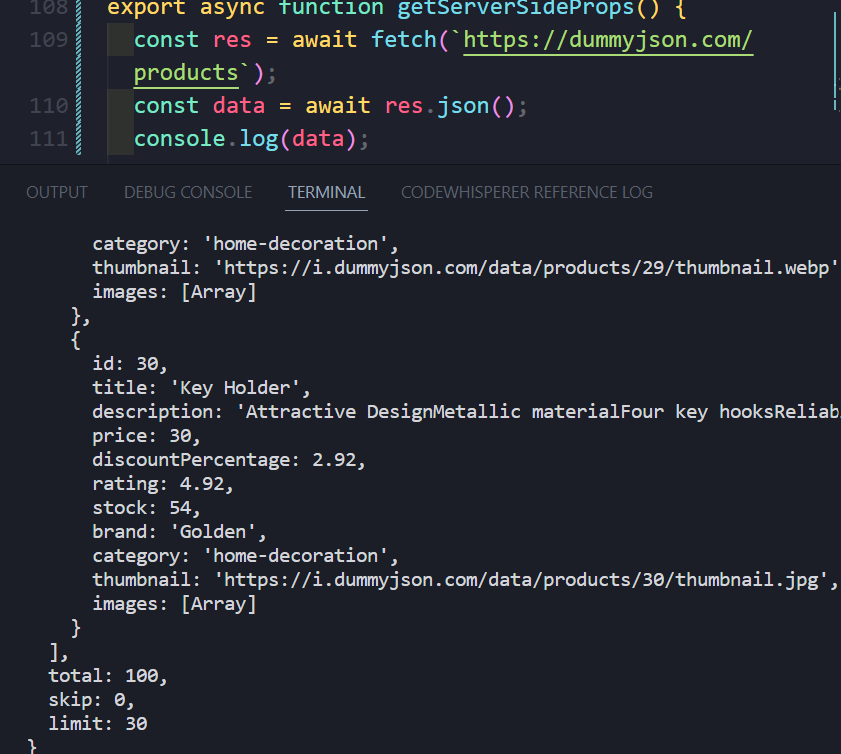 108 export async function getServerSideProps() {
109 const res = await fetch(`https://dummyjson.com/
products`);
110 const data = await res.json();
111 console.log(data);
OUTPUT DEBUG CONSOLE TERMINAL CODEWHISPERER REFERENCE LOG
category: 'home-decoration',
thumbnail: 'https://i.dummyjson.com/data/products/29/thumbnail.webp'
images: [Array]
},
{
id: 30,
title: 'Key Holder',
description: 'Attractive DesignMetallic materialFour key hooksReliab
price: 30,
discountPercentage: 2.92,
rating: 4.92,
stock: 54,
brand: 'Golden',
category: 'home-decoration',
thumbnail: 'https://i.dummyjson.com/data/products/30/thumbnail.jpg',
images: [Array]
}
],
total: 100,
skip: 0,
limit: 30
}